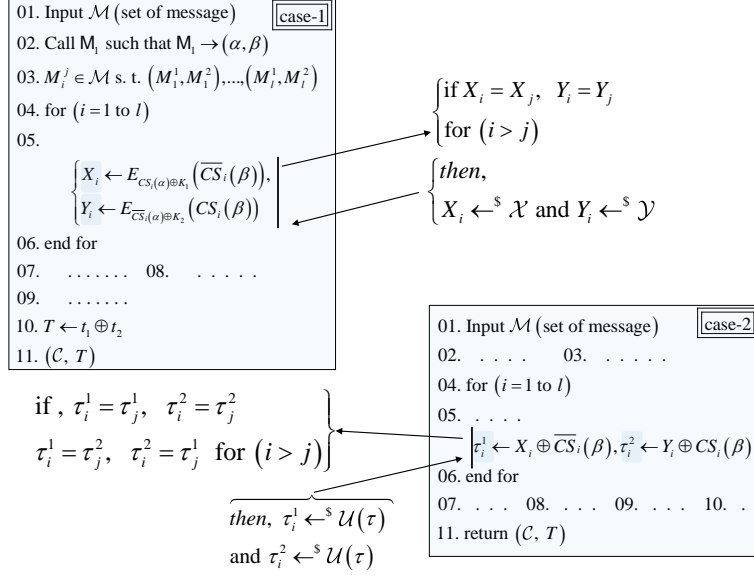 01. Input ℳ (set of message) case-1
02. Call M₁ such that M₁ → (α, β)
03. Mᵢʲ ∈ ℳ s. t. (M₁¹, M₁²),...,(Mₗ¹, Mₗ²)
04. for (i = 1 to l)
05.
Xᵢ ← E_{CSᵢ(α)⊕K₁}(C̅S̅ᵢ(β)),
Yᵢ ← E_{C̅S̅ᵢ(α)⊕K₂}(CSᵢ(β))
06. end for
07. . . . . . . . 08. . . . . .
09. . . . . . . .
10. T ← t₁ ⊕ t₂
11. (𝒞, T)
if Xᵢ = Xⱼ, Yᵢ = Yⱼ
for (i > j)
then,
Xᵢ ←$ 𝒳 and Yᵢ ←$ 𝒴
01. Input ℳ (set of message) case-2
02. . . . . 03. . . . . .
04. for (i = 1 to l)
05. . . . .
τᵢ¹ ← Xᵢ ⊕ C̅S̅ᵢ(β), τᵢ² ← Yᵢ ⊕ CSᵢ(β)
06. end for
07. . . . 08. . . . 09. . . . 10. .
11. return (𝒞, T)
if , τᵢ¹ = τⱼ¹, τᵢ² = τⱼ²
τᵢ¹ = τⱼ², τᵢ² = τⱼ¹ for (i > j)
then, τᵢ¹ ←$ 𝒰(τ)
and τᵢ² ←$ 𝒰(τ)